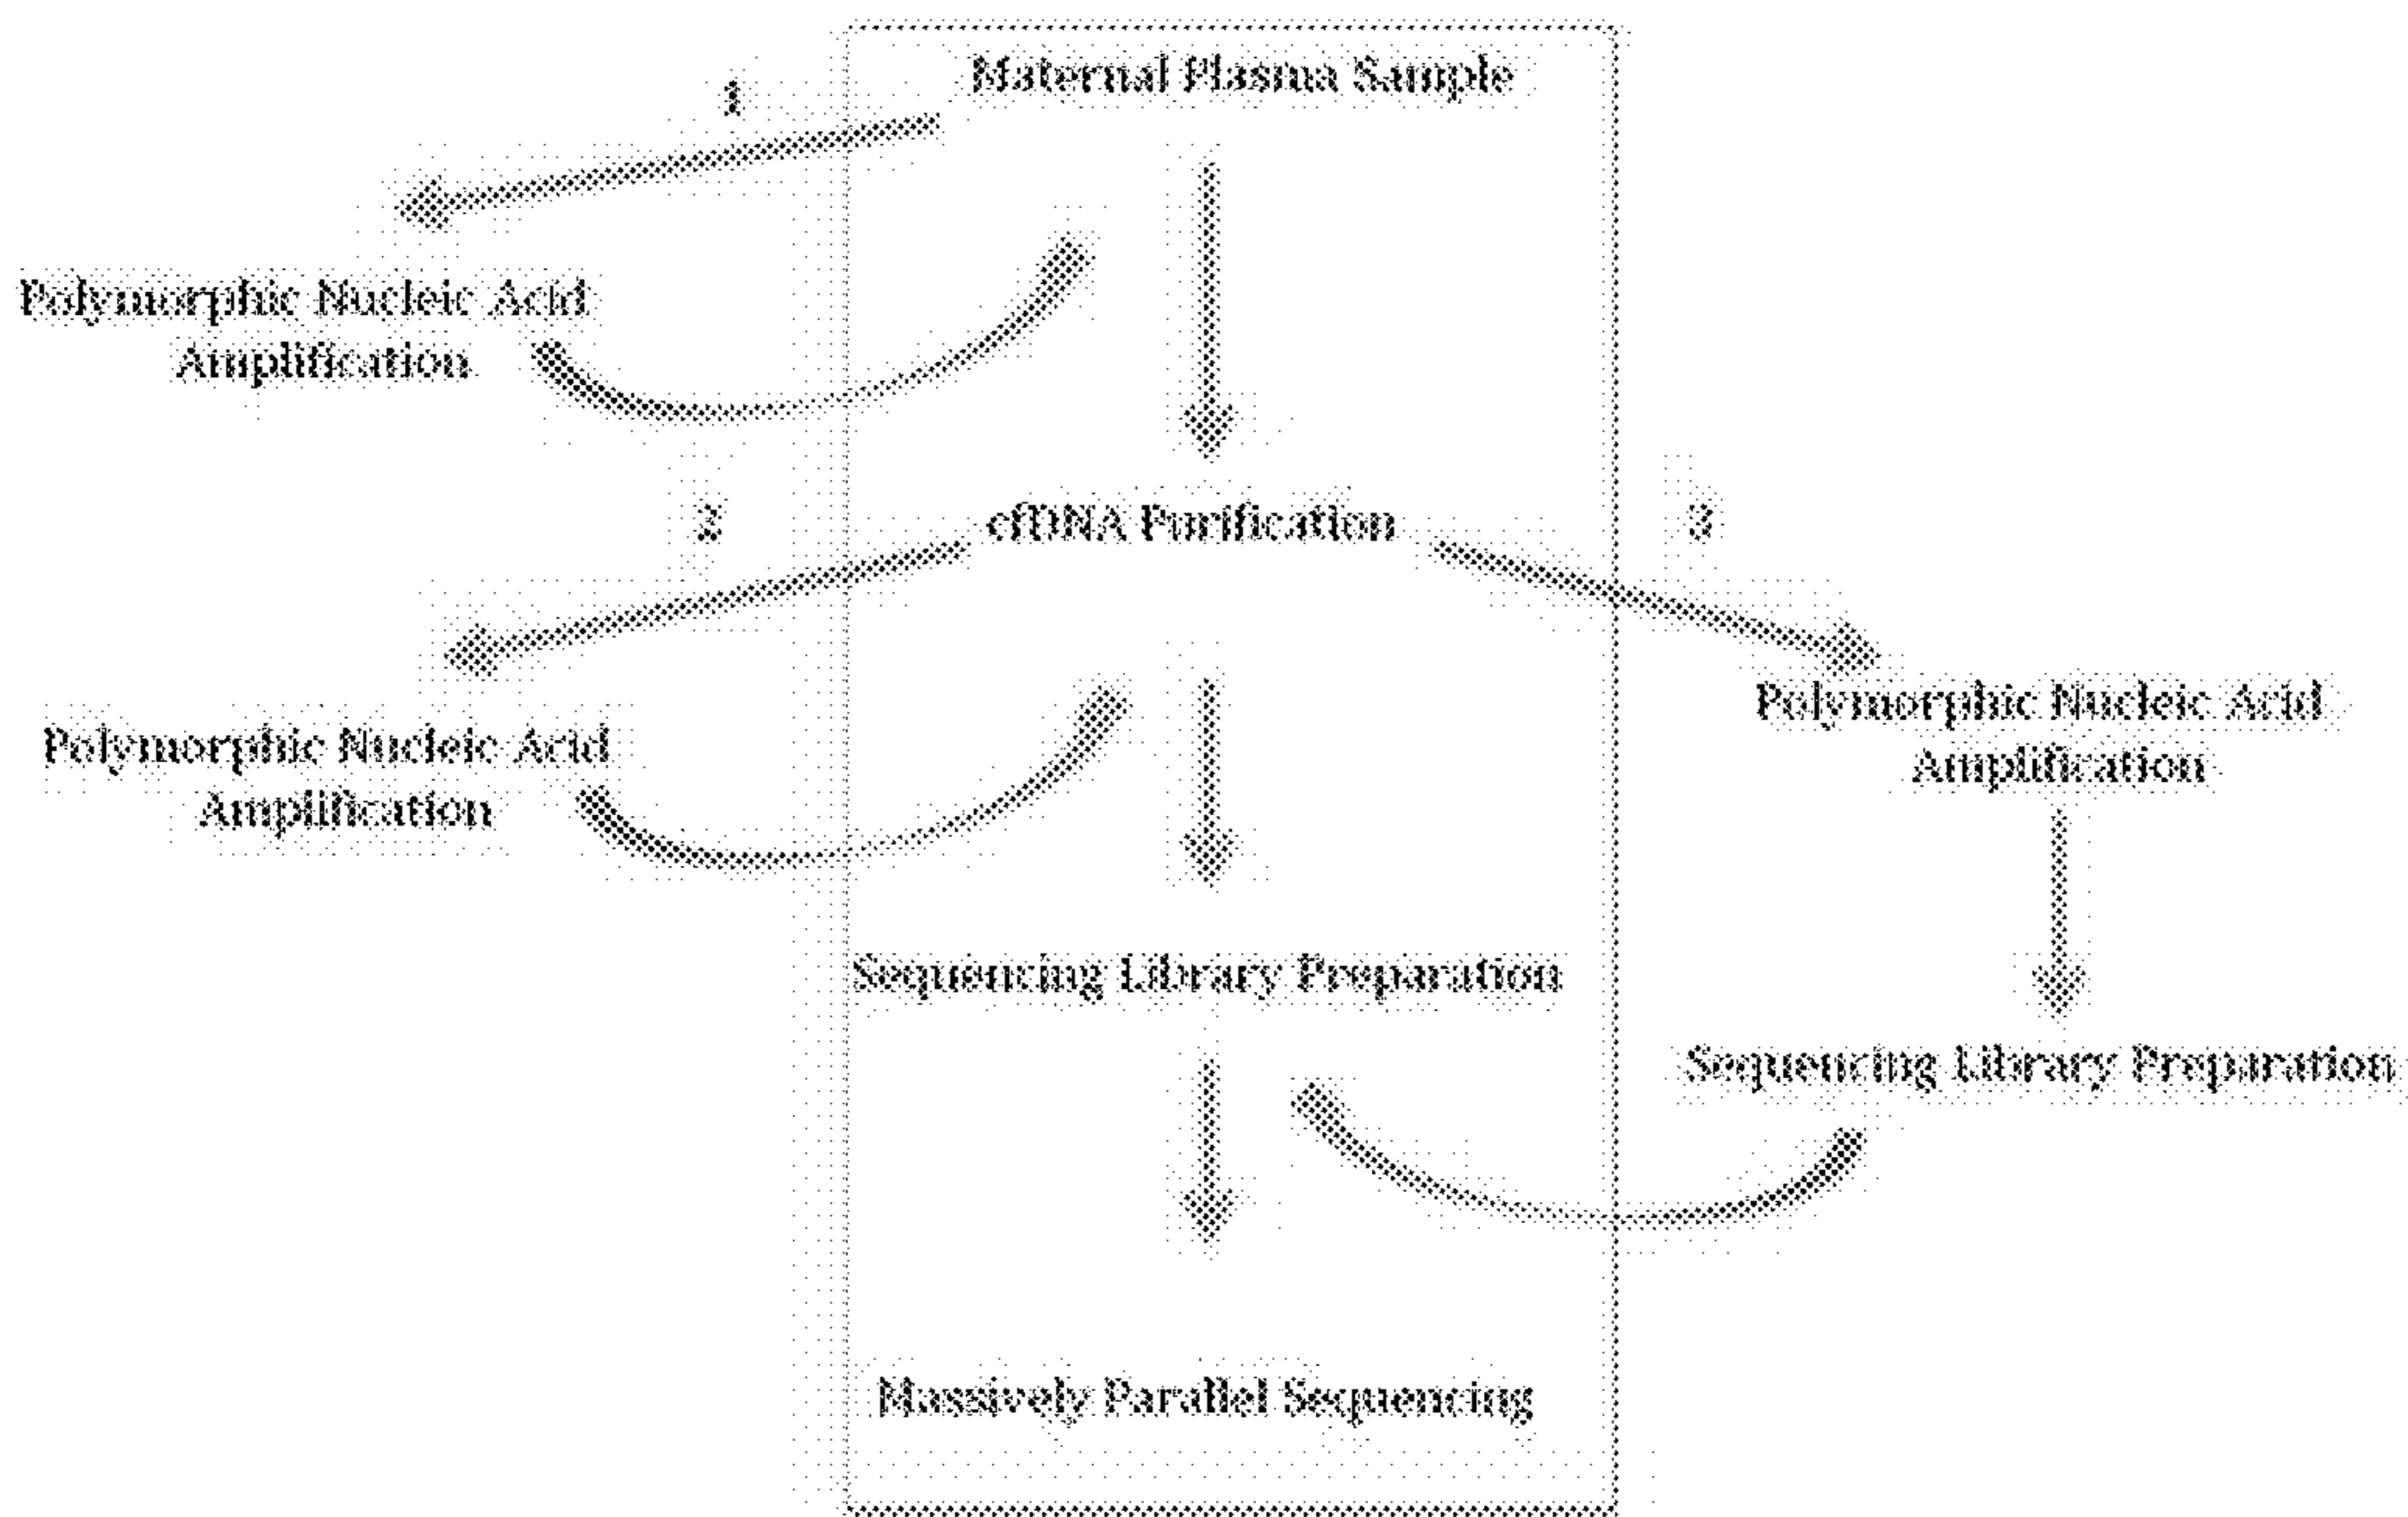 Maternal Plasma Sample
1
Polymorphic Nucleic Acid
Amplification
cfDNA Purification
2
3
Polymorphic Nucleic Acid
Amplification
Polymorphic Nucleic Acid
Amplification
Sequencing Library Preparation
Sequencing Library Preparation
Massively Parallel Sequencing